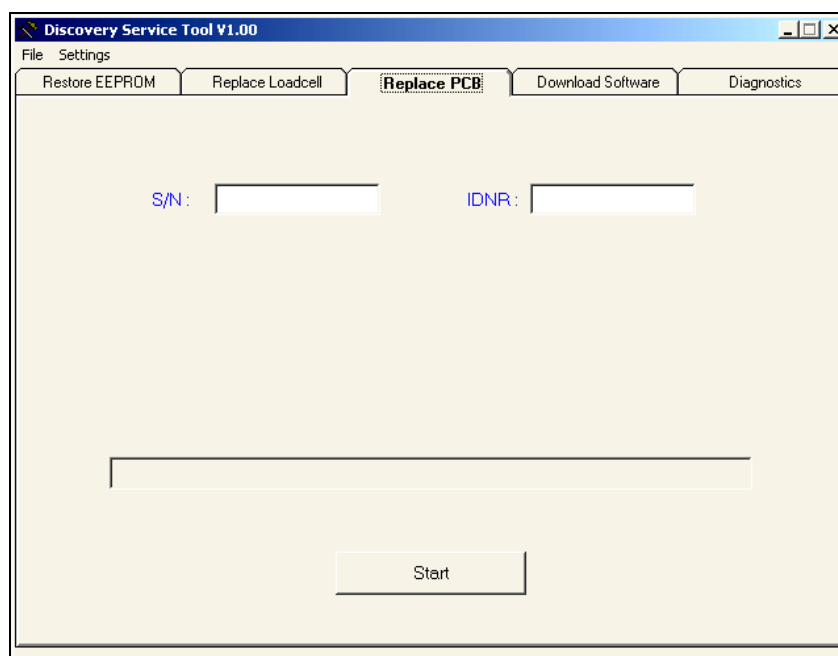 Discovery Service Tool V1.00
File Settings
Restore EEPROM Replace Loadcell Replace PCB Download Software Diagnostics
S/N : IDNR :
Start